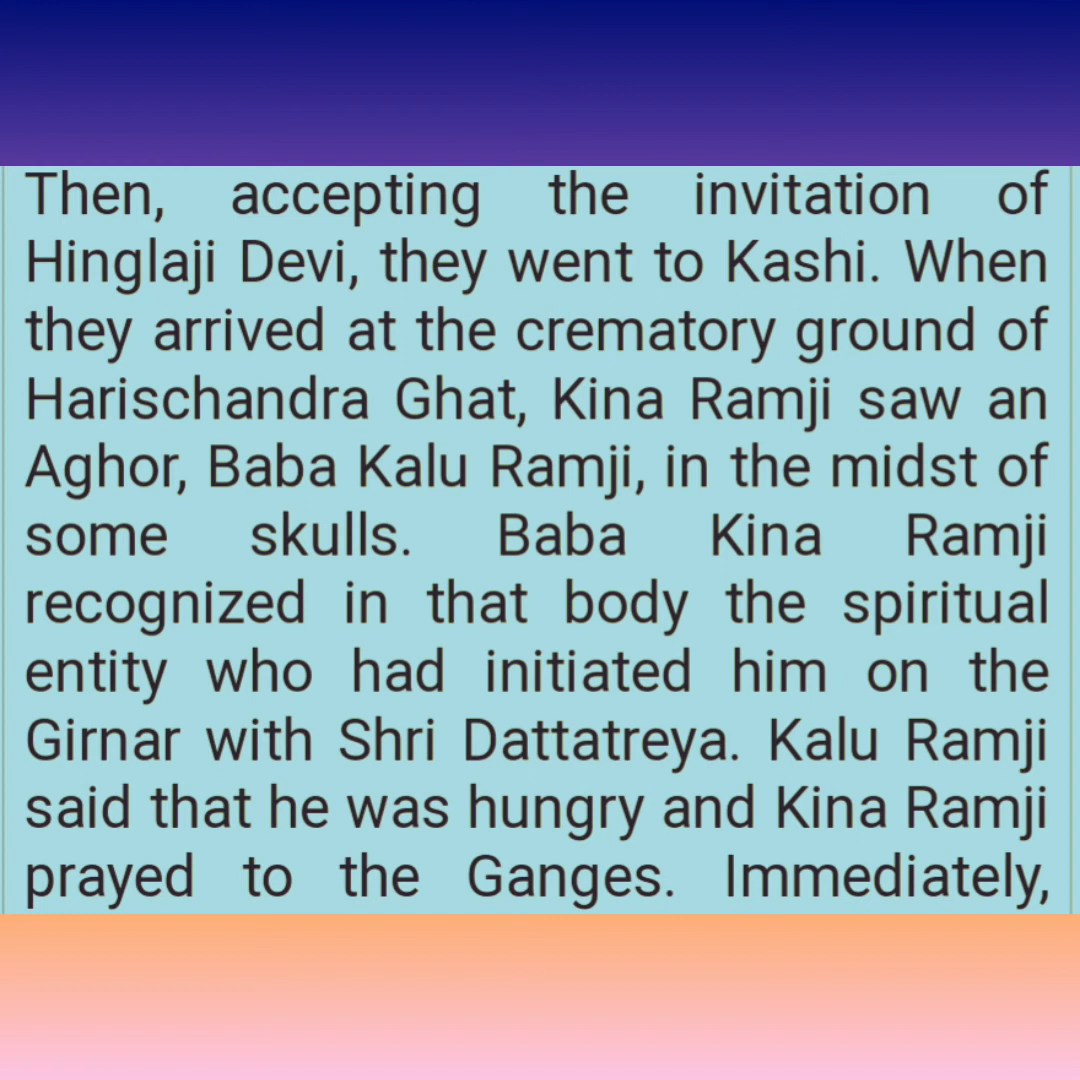 Then, accepting the invitation of
Hinglaji Devi, they went to Kashi. When
they arrived at the crematory ground of
Harischandra Ghat, Kina Ramji saw an
Aghor, Baba Kalu Ramji, in the midst of
some skulls. Baba Kina Ramji
recognized in that body the spiritual
entity who had initiated him on the
Girnar with Shri Dattatreya. Kalu Ramji
said that he was hungry and Kina Ramji
prayed to the Ganges. Immediately,